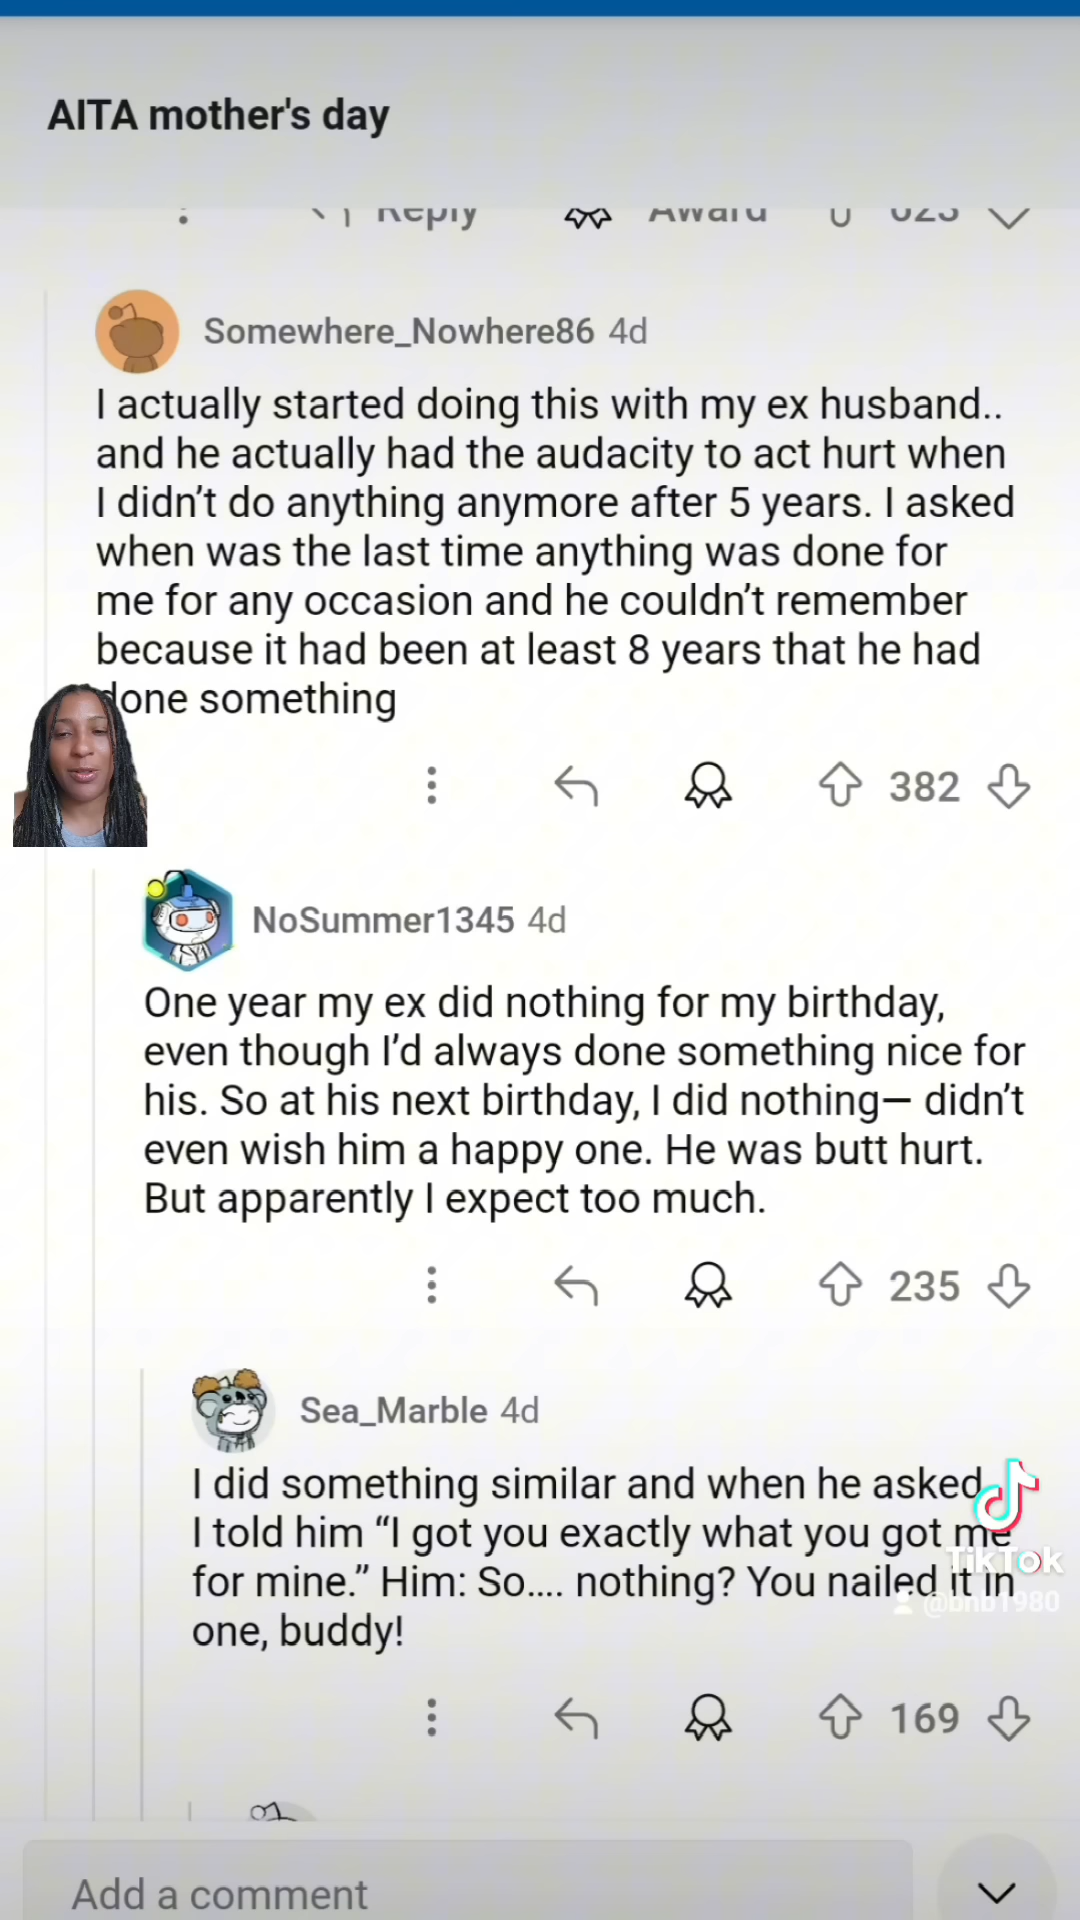 AITA mother's day
Reply Award 623
Somewhere_Nowhere86 4d
I actually started doing this with my ex husband..
and he actually had the audacity to act hurt when
I didn’t do anything anymore after 5 years. I asked
when was the last time anything was done for
me for any occasion and he couldn’t remember
because it had been at least 8 years that he had
done something
382
NoSummer1345 4d
One year my ex did nothing for my birthday,
even though I’d always done something nice for
his. So at his next birthday, I did nothing— didn’t
even wish him a happy one. He was butt hurt.
But apparently I expect too much.
235
Sea_Marble 4d
I did something similar and when he asked
I told him “I got you exactly what you got me
for mine.” Him: So…. nothing? You nailed it in
one, buddy!
TikTok
@bnb1980
169
Add a comment